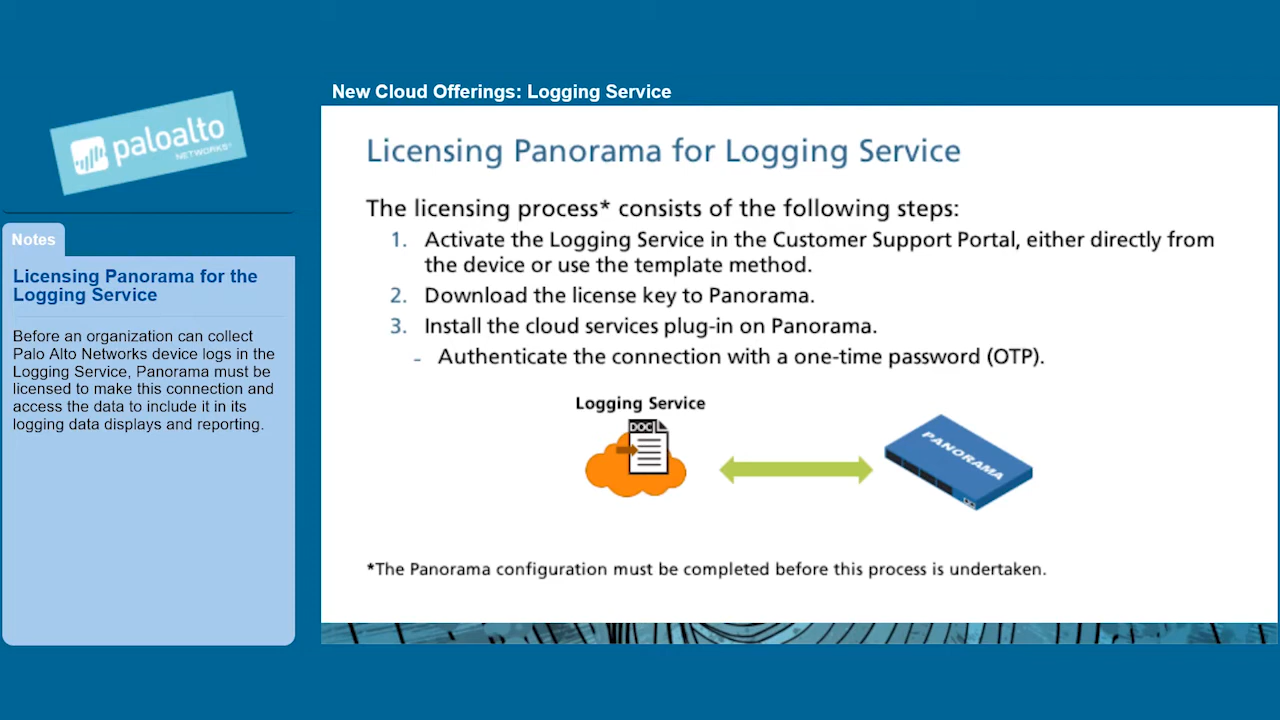 New Cloud Offerings: Logging Service
paloalto
NETWORKS®
Notes
Licensing Panorama for the
Logging Service
Before an organization can collect
Palo Alto Networks device logs in the
Logging Service, Panorama must be
licensed to make this connection and
access the data to include it in its
logging data displays and reporting.
Licensing Panorama for Logging Service
The licensing process* consists of the following steps:
1. Activate the Logging Service in the Customer Support Portal, either directly from
the device or use the template method.
2. Download the license key to Panorama.
3. Install the cloud services plug-in on Panorama.
- Authenticate the connection with a one-time password (OTP).
Logging Service
DOC
PANORAMA
*The Panorama configuration must be completed before this process is undertaken.